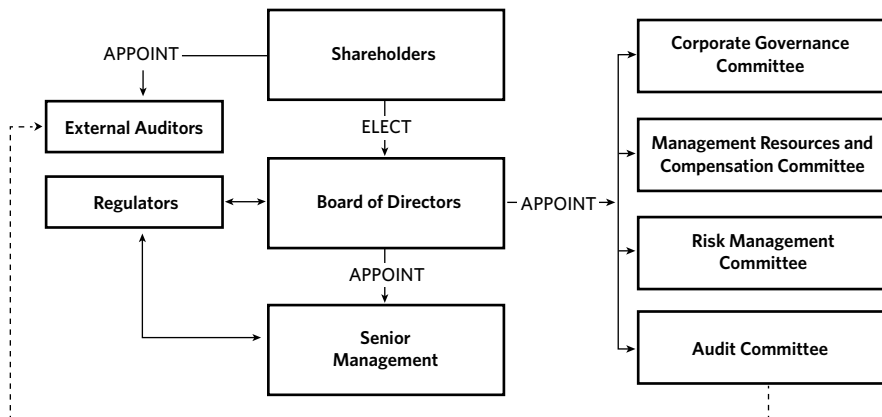 Shareholders
APPOINT
External Auditors
ELECT
Regulators
Board of Directors
APPOINT
APPOINT
Senior
Management
Corporate Governance
Committee
Management Resources and
Compensation Committee
Risk Management
Committee
Audit Committee